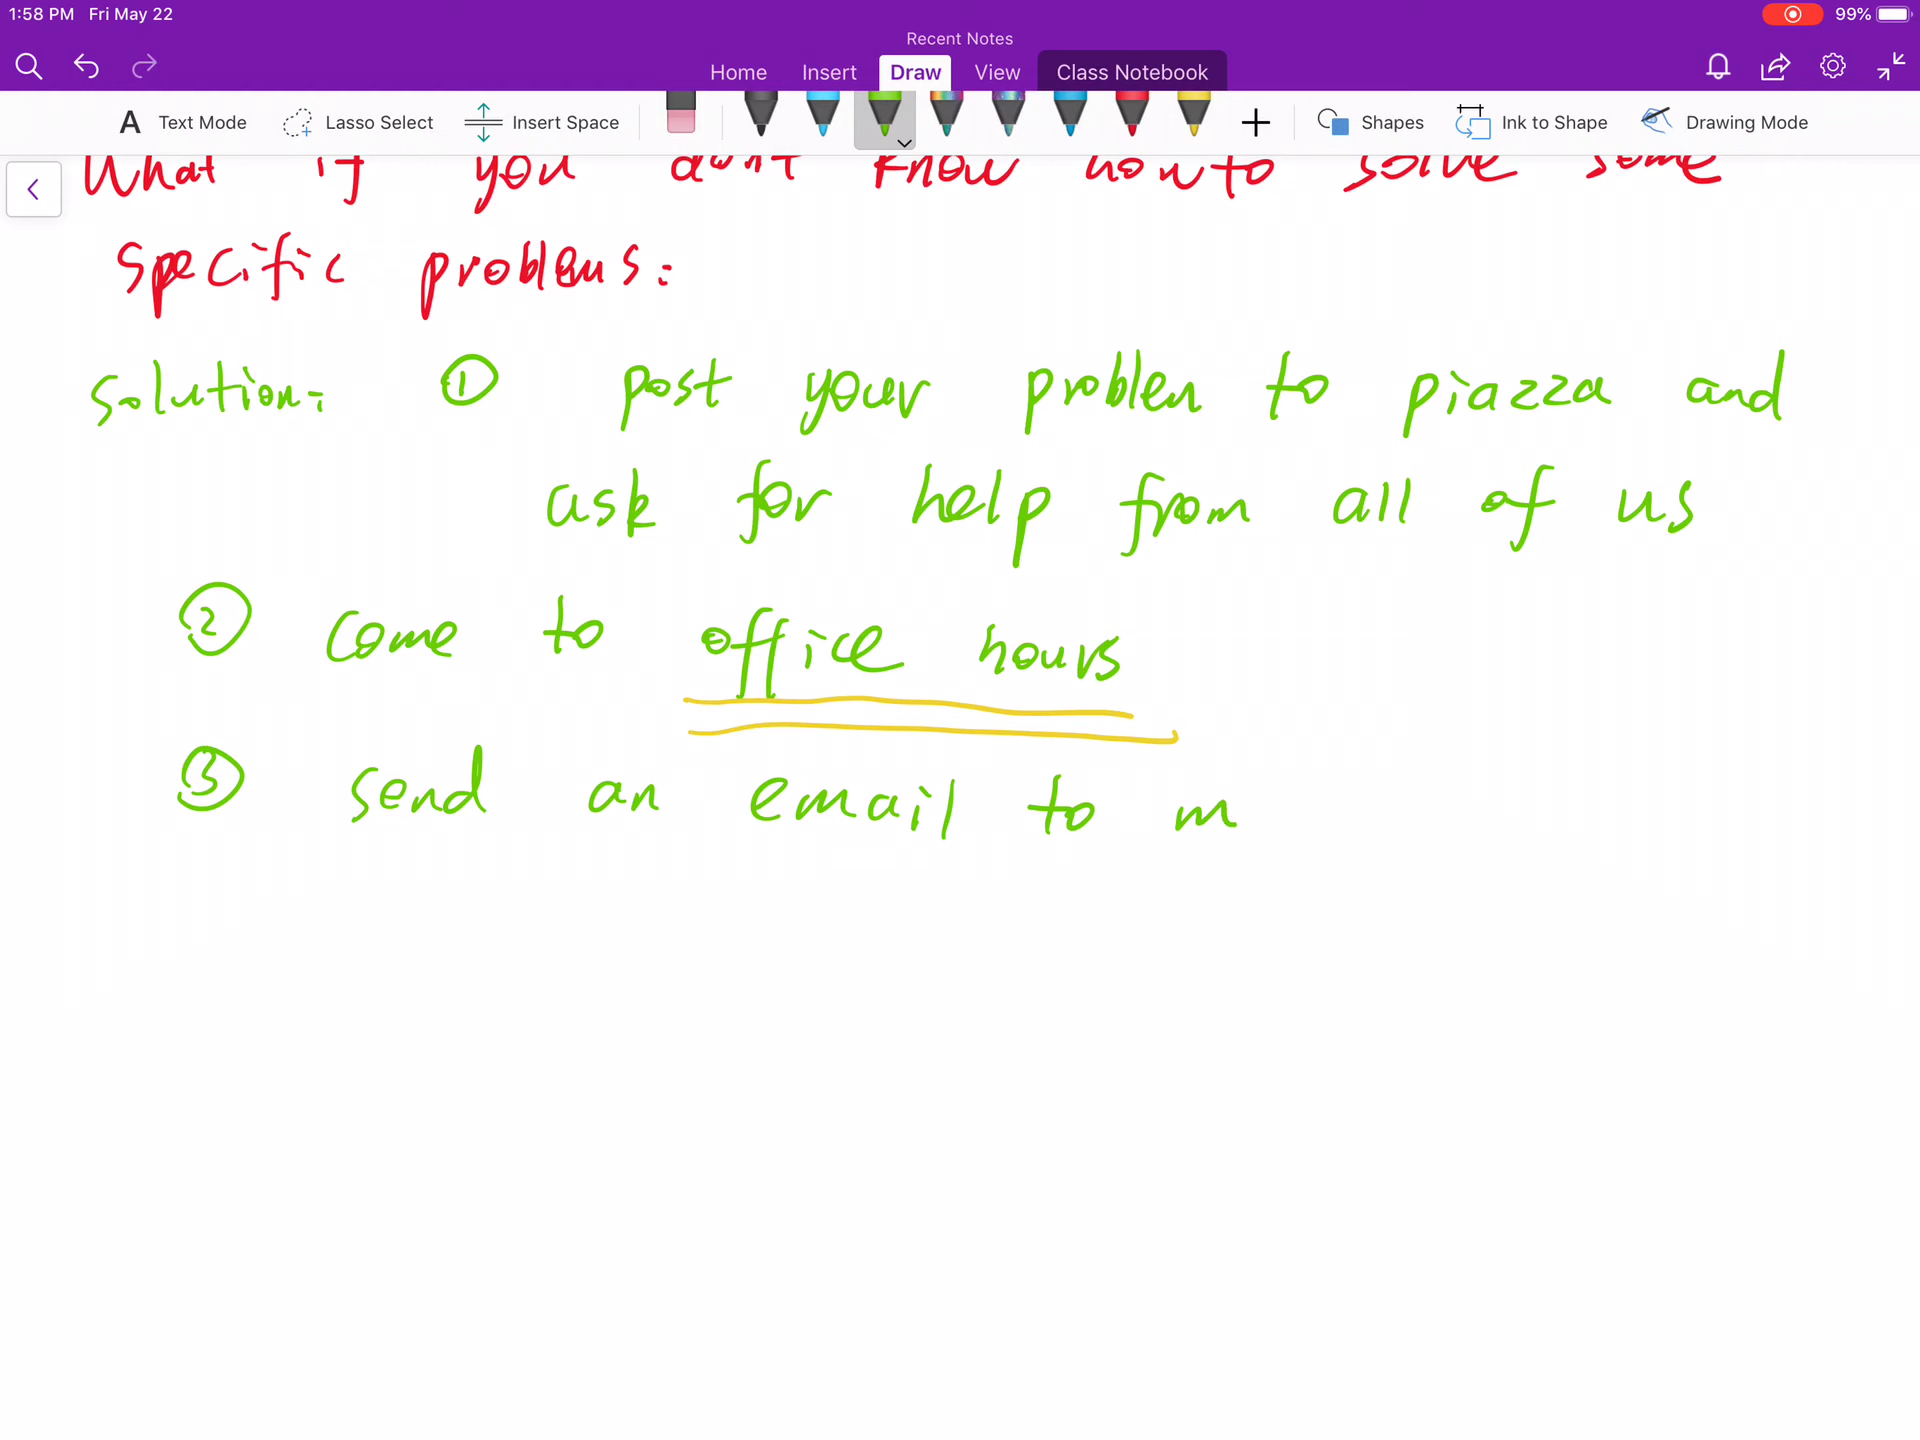 1:58 PM Fri May 22
99%
Recent Notes
Home Insert Draw View Class Notebook
A Text Mode Lasso Select Insert Space Shapes Ink to Shape Drawing Mode
What if you don't know how to solve some
specific problems:
Solution: ① post your problem to piazza and
ask for help from all of us
② Come to office hours
③ send an email to m